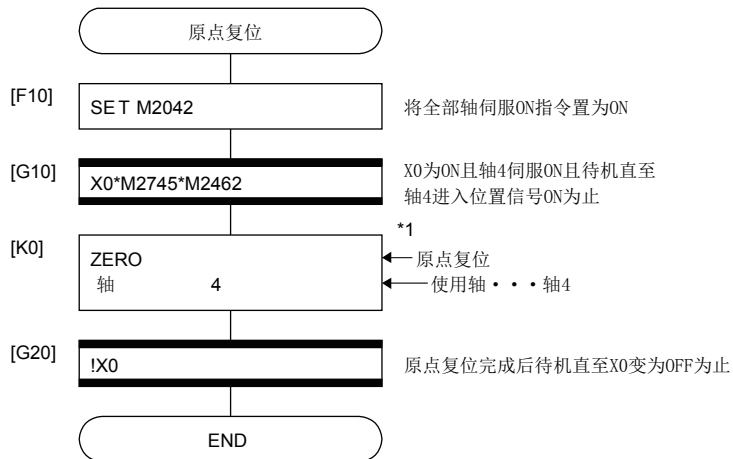 原点复位
[F10]
SET M2042
将全部轴伺服ON指令置为ON
[G10]
X0*M2745*M2462
X0为ON且轴4伺服ON且待机直至
轴4进入位置信号ON为止
*1
[K0]
ZERO
原点复位
轴 4
使用轴・・・轴4
[G20]
!X0
原点复位完成后待机直至X0变为OFF为止
END